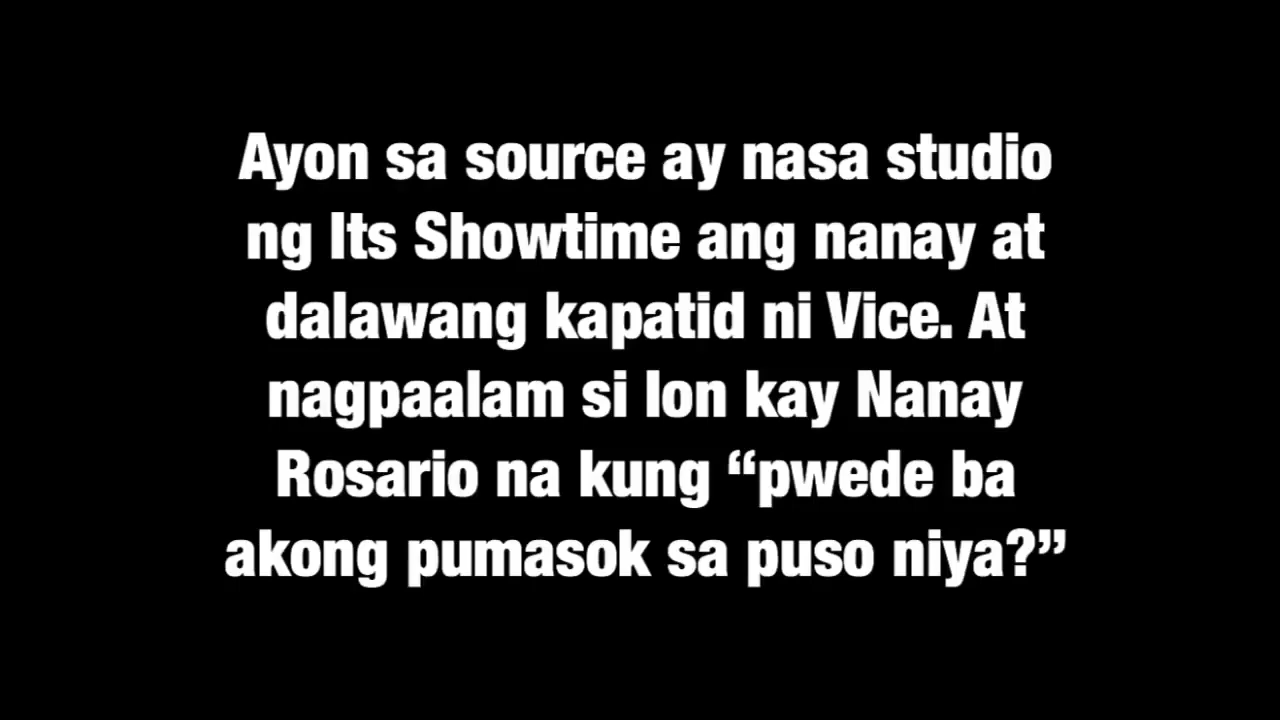 Ayon sa source ay nasa studio
ng Its Showtime ang nanay at
dalawang kapatid ni Vice. At
nagpaalam si Ion kay Nanay
Rosario na kung “pwede ba
akong pumasok sa puso niya?”